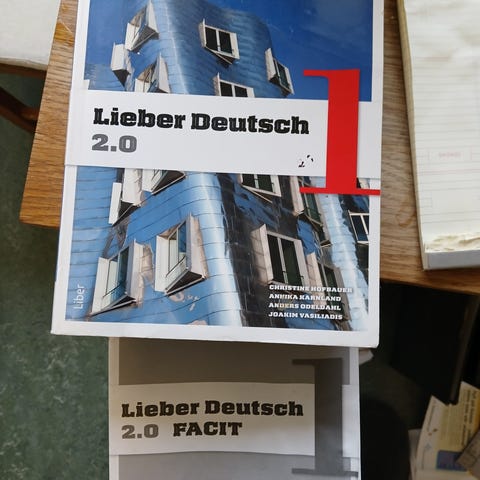 1
Lieber Deutsch
2.0
CHRISTINE HOFBAUER
ANNIKA KARNLAND
ANDERS ODELDAHL
JOAKIM VASILIADIS
Liber
1
Lieber Deutsch
2.0 FACIT